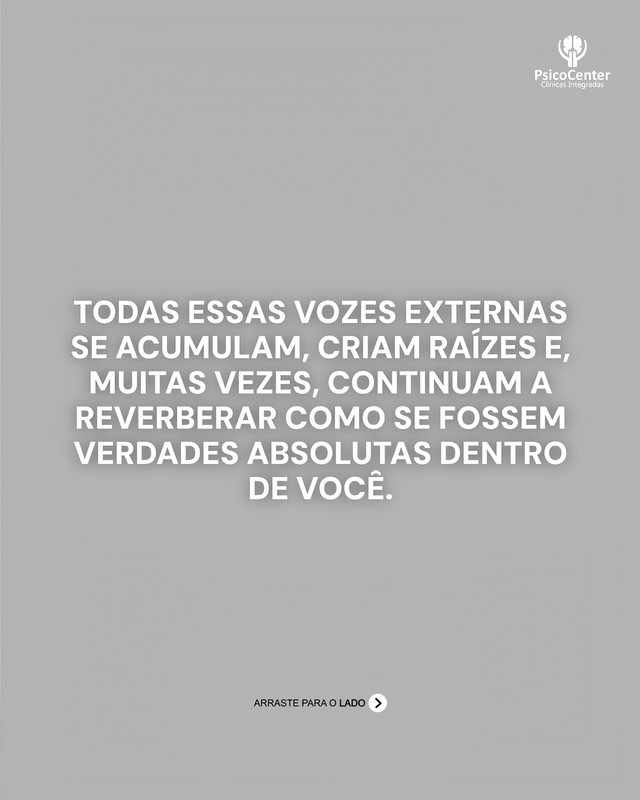 PsicoCenter
Clínicas Integradas
TODAS ESSAS VOZES EXTERNAS
SE ACUMULAM, CRIAM RAÍZES E,
MUITAS VEZES, CONTINUAM A
REVERBERAR COMO SE FOSSEM
VERDADES ABSOLUTAS DENTRO
DE VOCÊ.
ARRASTE PARA O LADO